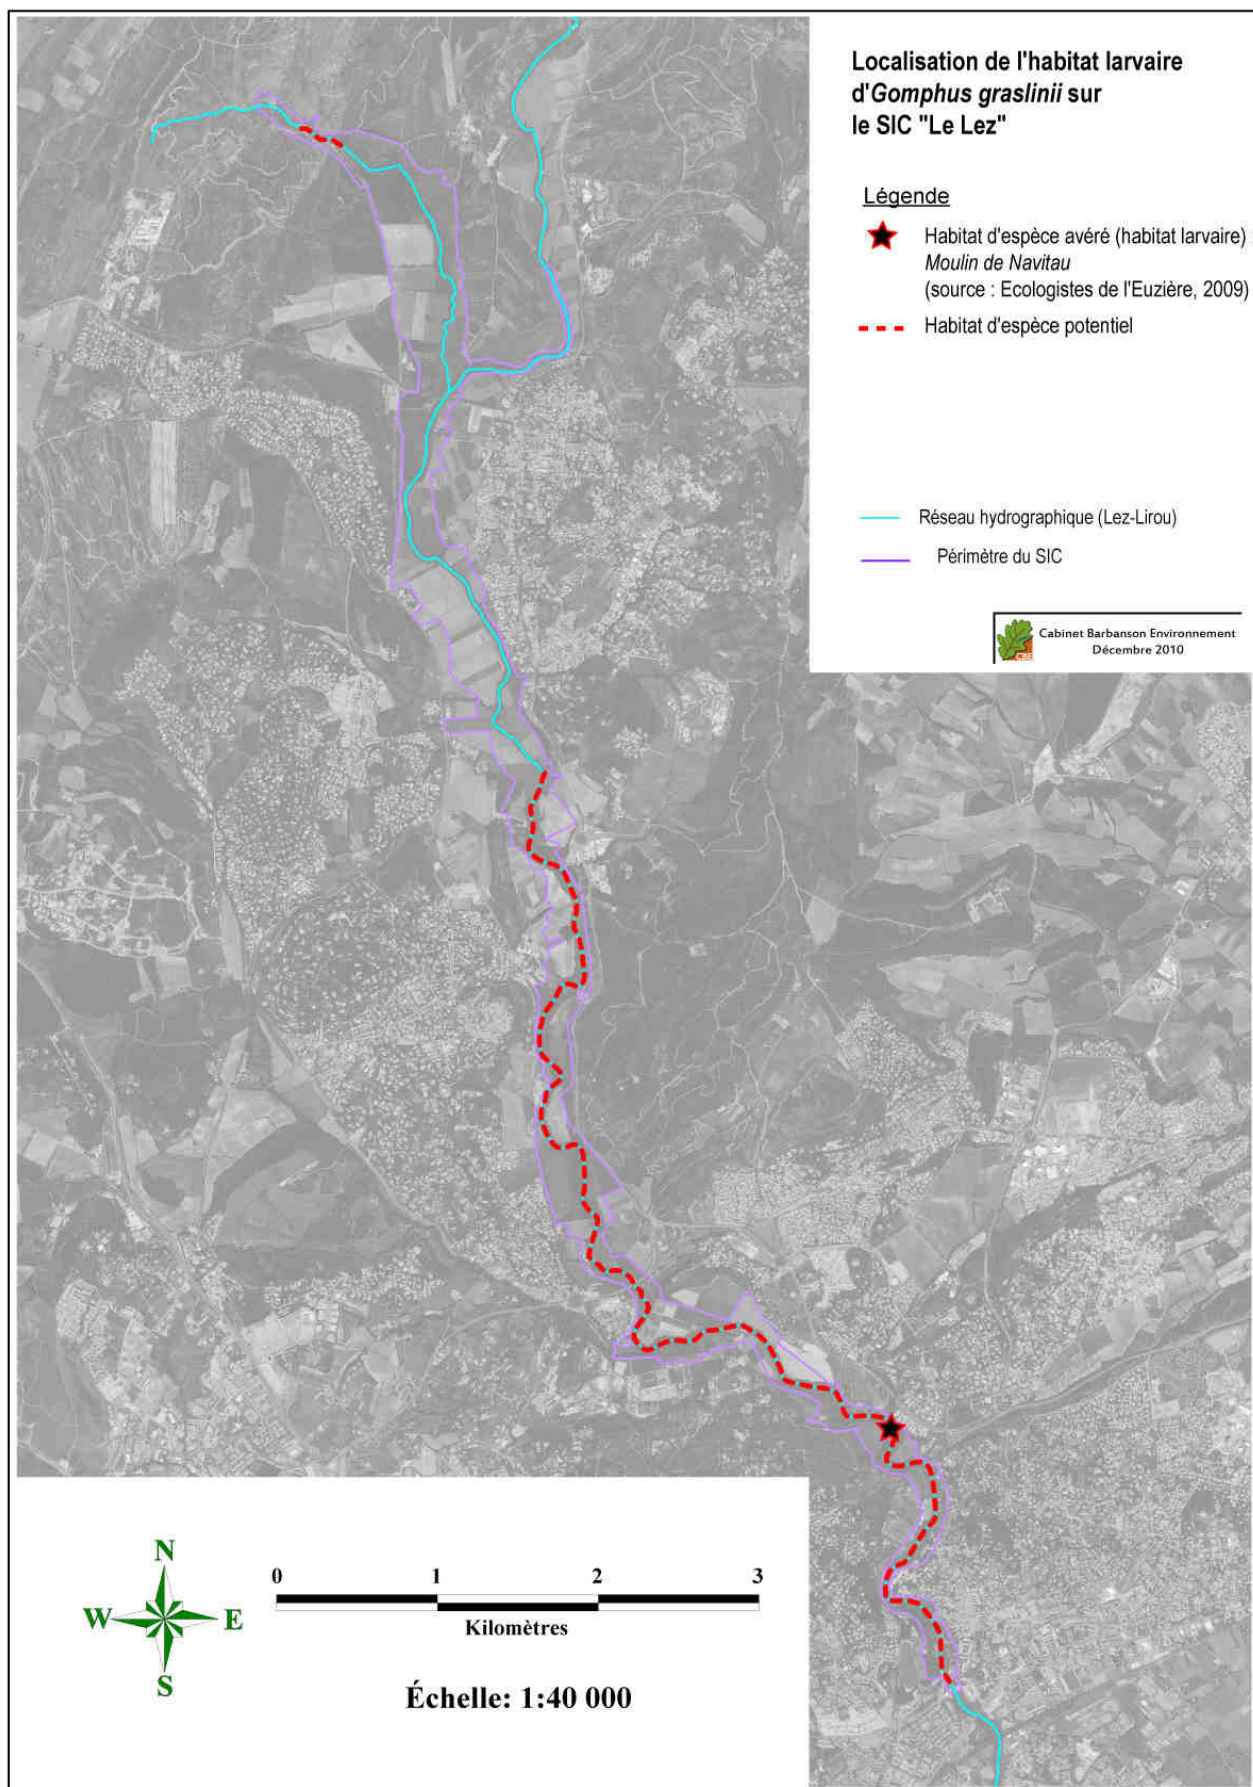 Localisation de l'habitat larvaire
d'Gomphus graslinii sur
le SIC "Le Lez"
Légende
Habitat d'espèce avéré (habitat larvaire) :
Moulin de Navitau
(source : Ecologistes de l'Euzière, 2009)
Habitat d'espèce potentiel
Réseau hydrographique (Lez-Lirou)
Périmètre du SIC
CBE
Cabinet Barbanson Environnement
Décembre 2010
N
W E
S
0 1 2 3
Kilomètres
Échelle: 1:40 000